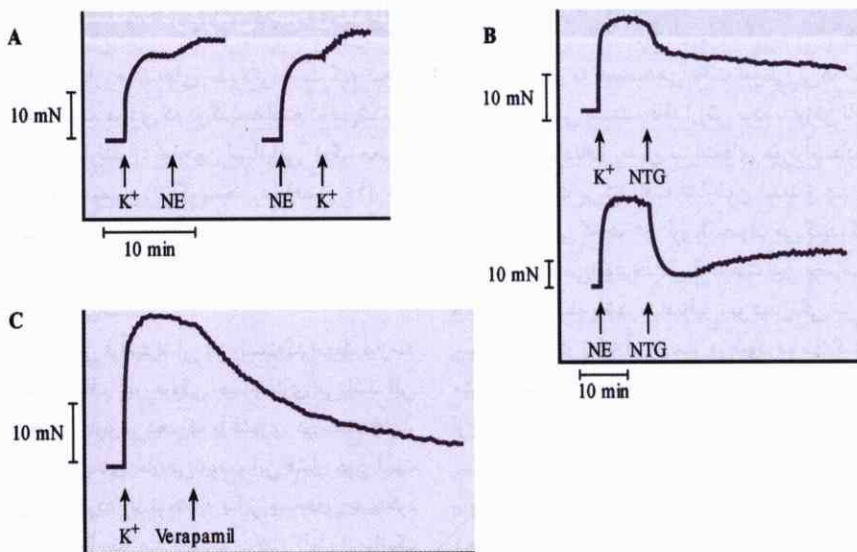 A
10 mN
K+ NE NE K+
10 min
B
10 mN
K+ NTG
10 mN
NE NTG
10 min
C
10 mN
K+ Verapamil